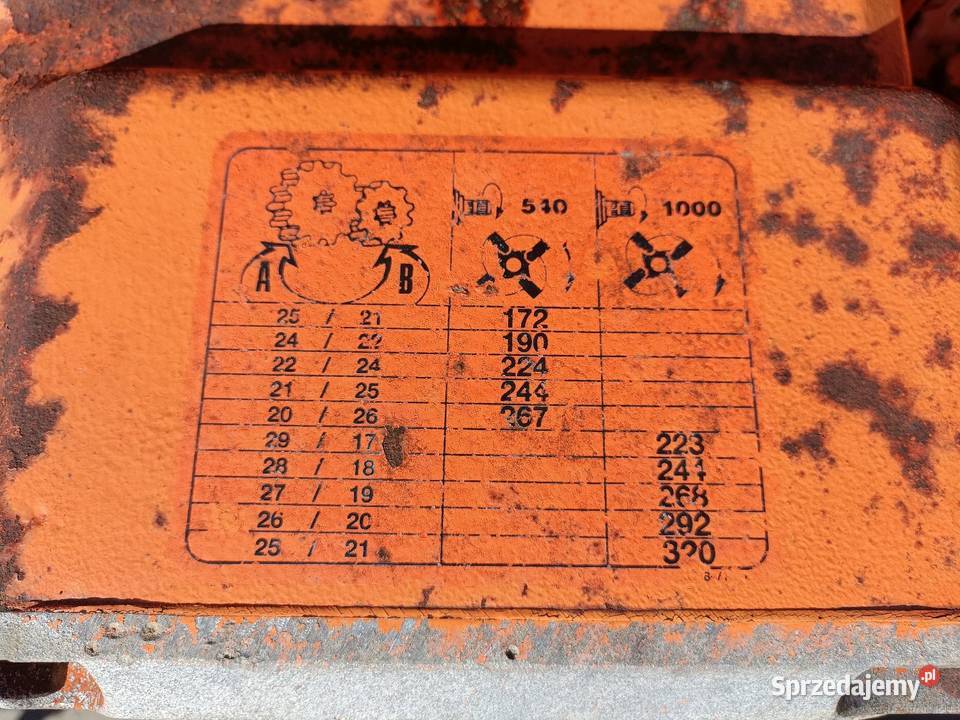 540 1000
A B
25 / 21 172
24 / 22 190
22 / 24 224
21 / 25 244
20 / 26 267
29 / 17 223
28 / 18 244
27 / 19 268
26 / 20 292
25 / 21 320
Sprzedajemy.pl